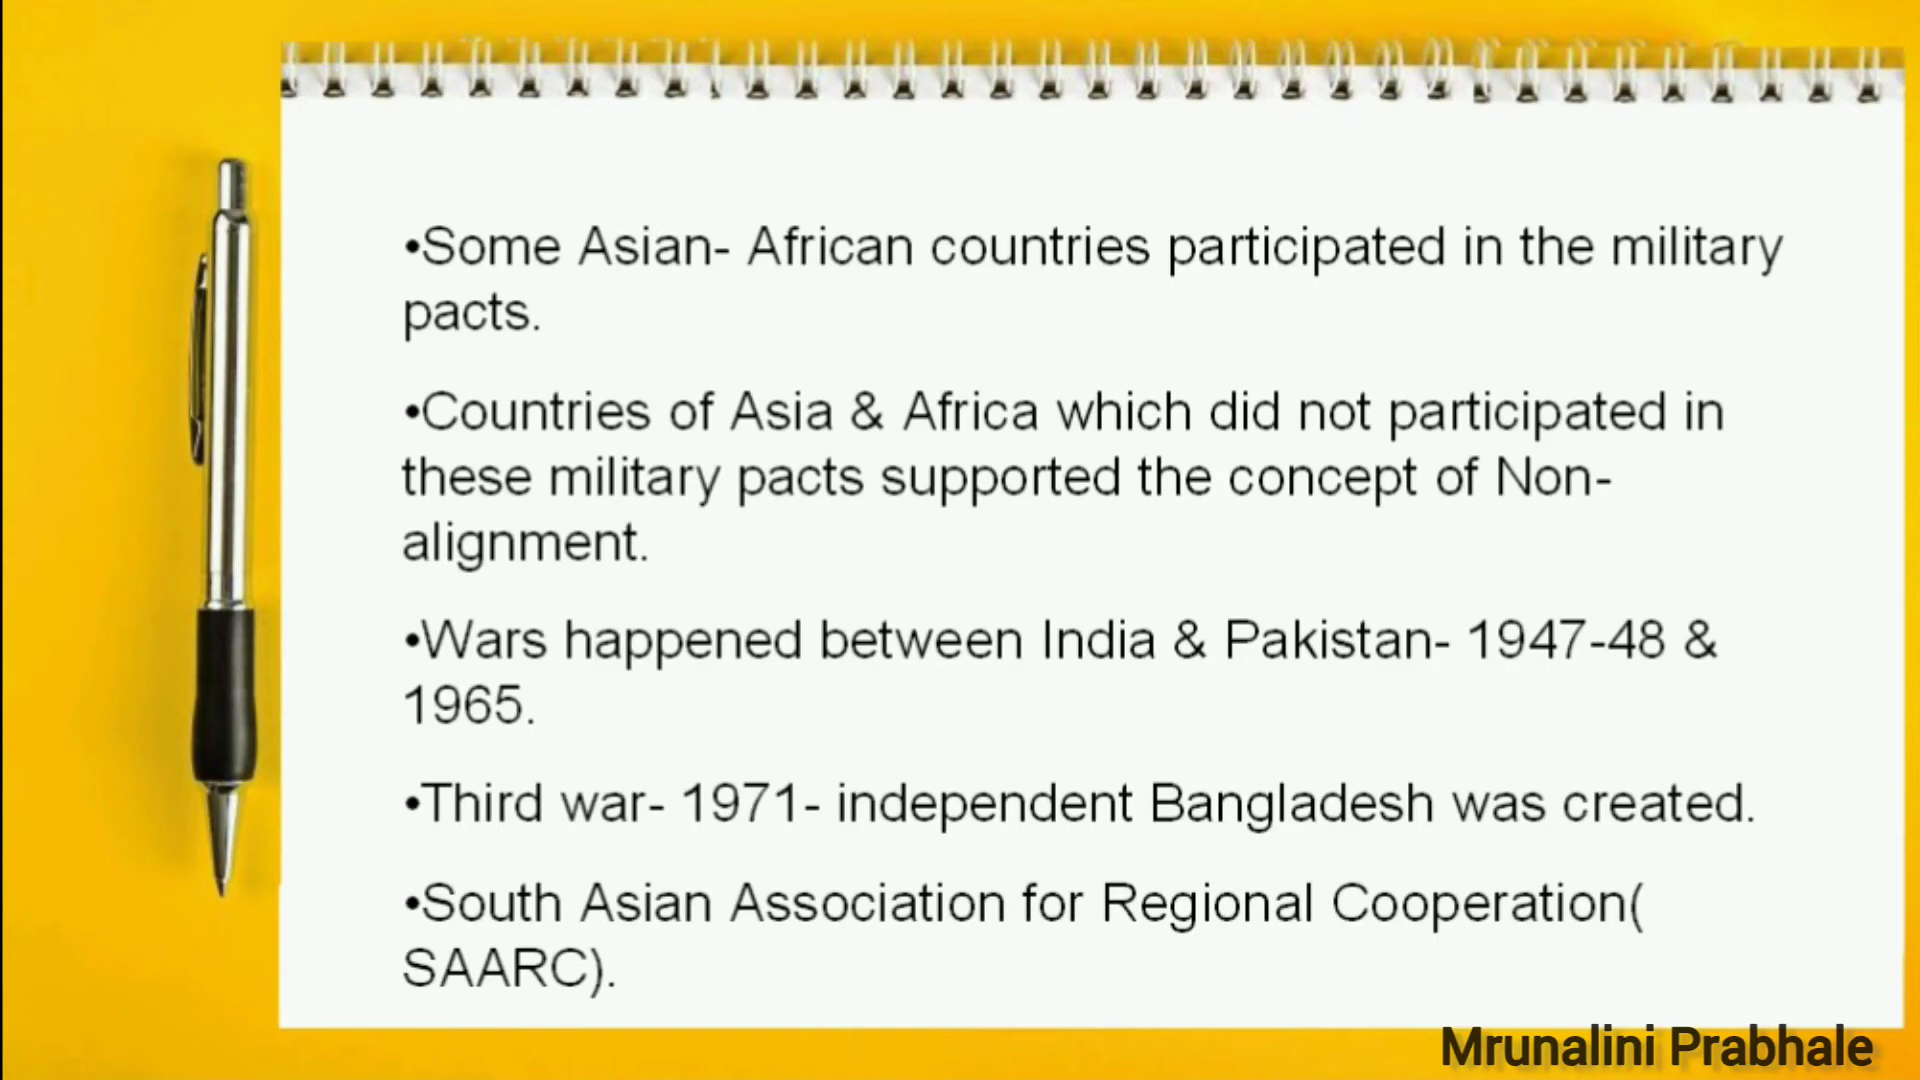 •Some Asian- African countries participated in the military
pacts.
•Countries of Asia & Africa which did not participated in
these military pacts supported the concept of Non-
alignment.
•Wars happened between India & Pakistan- 1947-48 &
1965.
•Third war- 1971- independent Bangladesh was created.
•South Asian Association for Regional Cooperation(
SAARC).
Mrunalini Prabhale